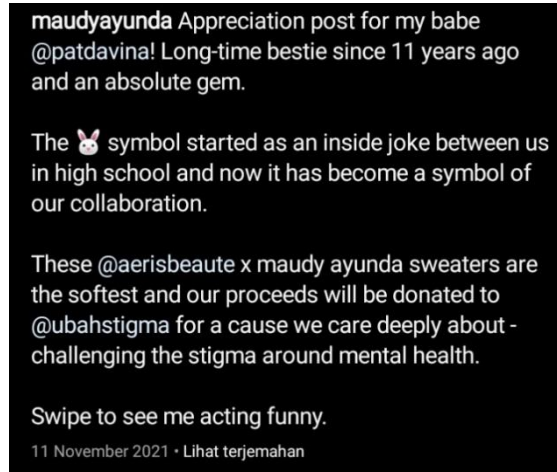 maudyayunda Appreciation post for my babe
@patdavina! Long-time bestie since 11 years ago
and an absolute gem.
The 🐰 symbol started as an inside joke between us
in high school and now it has become a symbol of
our collaboration.
These @aerisbeaute x maudy ayunda sweaters are
the softest and our proceeds will be donated to
@ubahstigma for a cause we care deeply about -
challenging the stigma around mental health.
Swipe to see me acting funny.
11 November 2021 • Lihat terjemahan